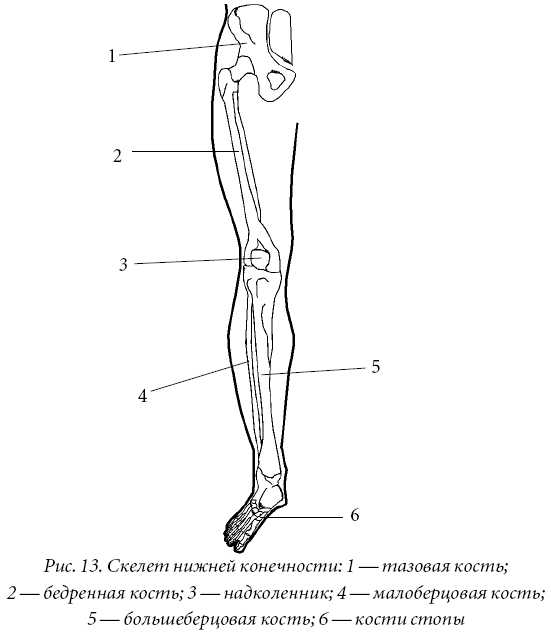 1
2
3
4
5
6
Рис. 13. Скелет нижней конечности: 1 — тазовая кость;
2 — бедренная кость; 3 — надколенник; 4 — малоберцовая кость;
5 — большеберцовая кость; 6 — кости стопы